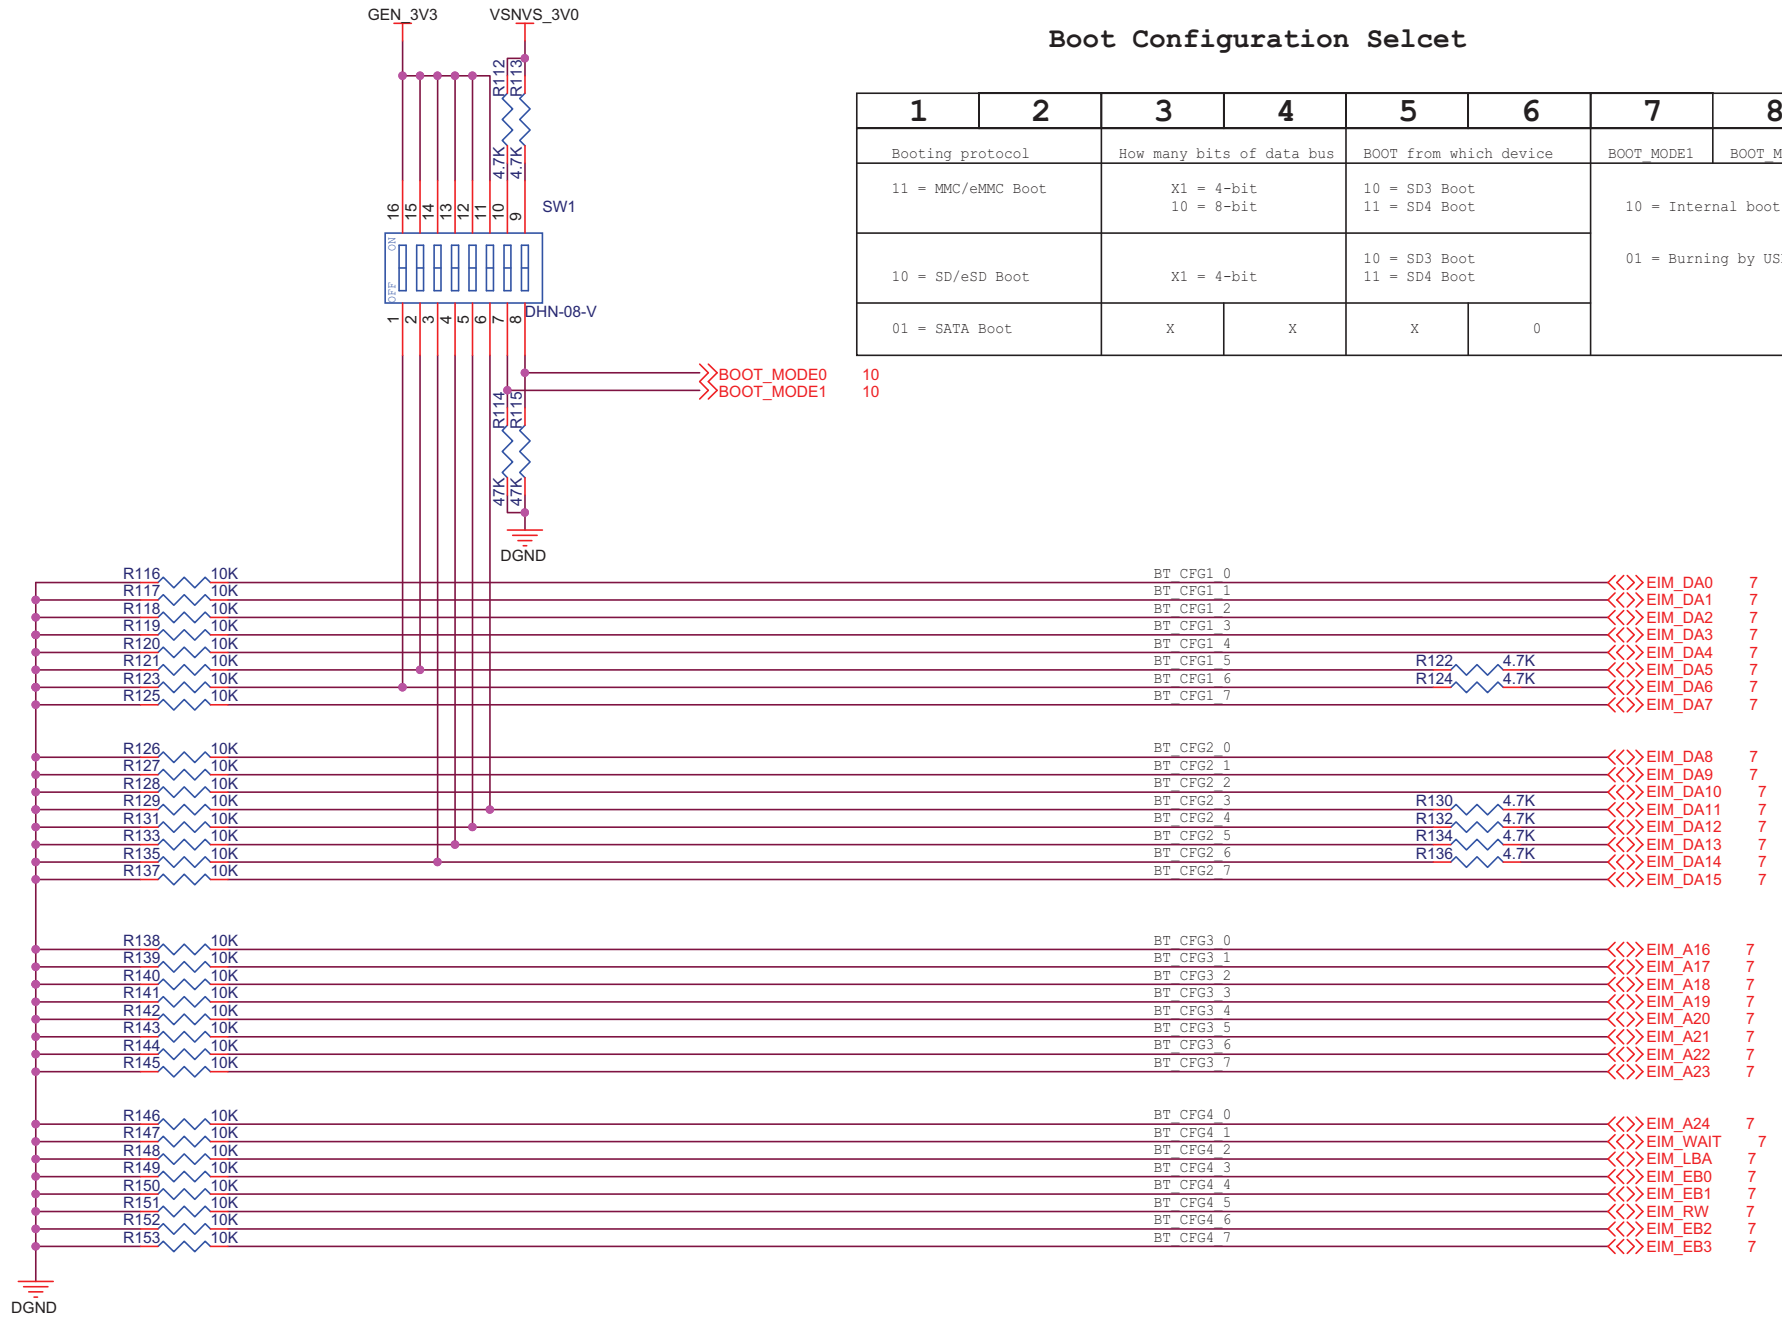 GEN_3V3 VSNVS_3V0
Boot Configuration Selcet
1 2 3 4 5 6 7 8
Booting protocol How many bits of data bus BOOT from which device BOOT_MODE1
11 = MMC/eMMC Boot X1 = 4-bit 10 = SD3 Boot
10 = 8-bit 11 = SD4 Boot 10 = Internal boot
10 = SD3 Boot 01 = Burning by
10 = SD/eSD Boot X1 = 4-bit 11 = SD4 Boot
01 = SATA Boot X X X 0
R112 R113
4.7K 4.7K
16 15 14 13 12 11 10 9
SW1
ON
OFF
DHN-08-V
1 2 3 4 5 6 7 8
BOOT_MODE0 10
BOOT_MODE1 10
R114 R115
47K 47K
DGND
R116 10K BT_CFG1_0 EIM_DA0 7
R117 10K BT_CFG1_1 EIM_DA1 7
R118 10K BT_CFG1_2 EIM_DA2 7
R119 10K BT_CFG1_3 EIM_DA3 7
R120 10K BT_CFG1_4 EIM_DA4 7
R121 10K BT_CFG1_5 R122 4.7K EIM_DA5 7
R123 10K BT_CFG1_6 R124 4.7K EIM_DA6 7
R125 10K BT_CFG1_7 EIM_DA7 7
R126 10K BT_CFG2_0 EIM_DA8 7
R127 10K BT_CFG2_1 EIM_DA9 7
R128 10K BT_CFG2_2 EIM_DA10 7
R129 10K BT_CFG2_3 R130 4.7K EIM_DA11 7
R131 10K BT_CFG2_4 R132 4.7K EIM_DA12 7
R133 10K BT_CFG2_5 R134 4.7K EIM_DA13 7
R135 10K BT_CFG2_6 R136 4.7K EIM_DA14 7
R137 10K BT_CFG2_7 EIM_DA15 7
R138 10K BT_CFG3_0 EIM_A16 7
R139 10K BT_CFG3_1 EIM_A17 7
R140 10K BT_CFG3_2 EIM_A18 7
R141 10K BT_CFG3_3 EIM_A19 7
R142 10K BT_CFG3_4 EIM_A20 7
R143 10K BT_CFG3_5 EIM_A21 7
R144 10K BT_CFG3_6 EIM_A22 7
R145 10K BT_CFG3_7 EIM_A23 7
R146 10K BT_CFG4_0 EIM_A24 7
R147 10K BT_CFG4_1 EIM_WAIT 7
R148 10K BT_CFG4_2 EIM_LBA 7
R149 10K BT_CFG4_3 EIM_EB0 7
R150 10K BT_CFG4_4 EIM_EB1 7
R151 10K BT_CFG4_5 EIM_RW 7
R152 10K BT_CFG4_6 EIM_EB2 7
R153 10K BT_CFG4_7 EIM_EB3 7
DGND